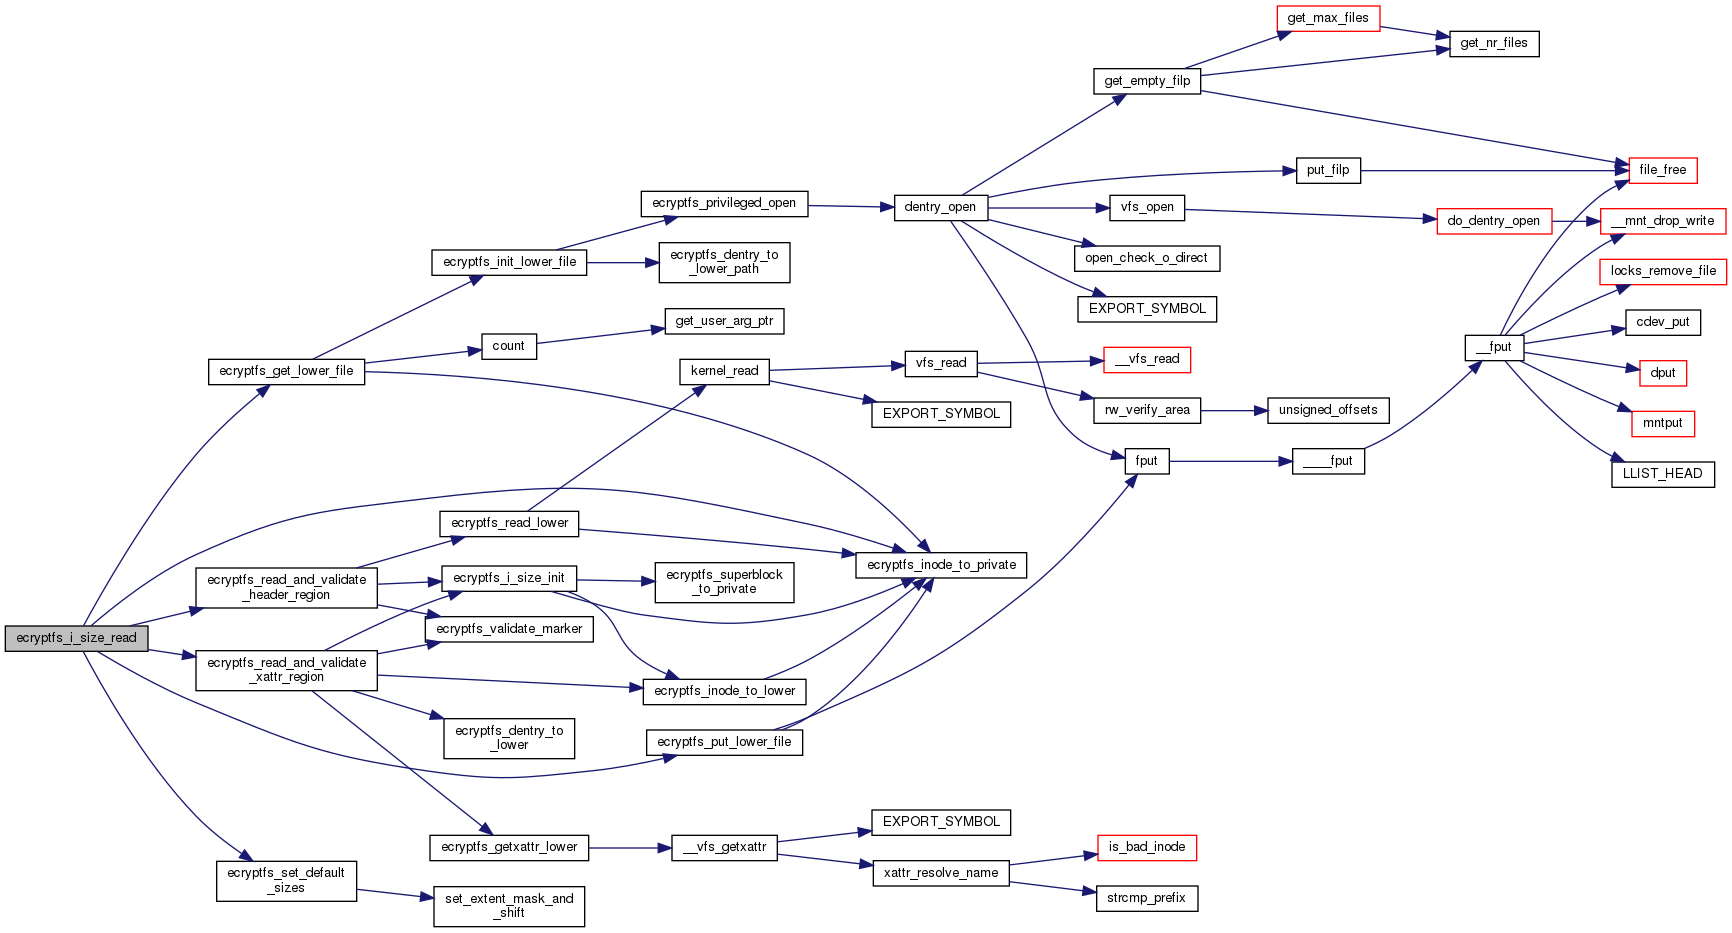 get_max_files
get_nr_files
get_empty_filp
put_filp
file_free
ecryptfs_privileged_open
dentry_open
vfs_open
do_dentry_open
__mnt_drop_write
ecryptfs_init_lower_file
ecryptfs_dentry_to
_lower_path
open_check_o_direct
locks_remove_file
EXPORT_SYMBOL
cdev_put
get_user_arg_ptr
count
__fput
ecryptfs_get_lower_file
kernel_read
vfs_read
__vfs_read
dput
EXPORT_SYMBOL
rw_verify_area
unsigned_offsets
mntput
fput
____fput
LLIST_HEAD
ecryptfs_read_lower
ecryptfs_inode_to_private
ecryptfs_read_and_validate
_header_region
ecryptfs_i_size_init
ecryptfs_superblock
_to_private
ecryptfs_i_size_read
ecryptfs_validate_marker
ecryptfs_read_and_validate
_xattr_region
ecryptfs_inode_to_lower
ecryptfs_dentry_to
_lower
ecryptfs_put_lower_file
ecryptfs_getxattr_lower
__vfs_getxattr
EXPORT_SYMBOL
is_bad_inode
xattr_resolve_name
strcmp_prefix
ecryptfs_set_default
_sizes
set_extent_mask_and
_shift